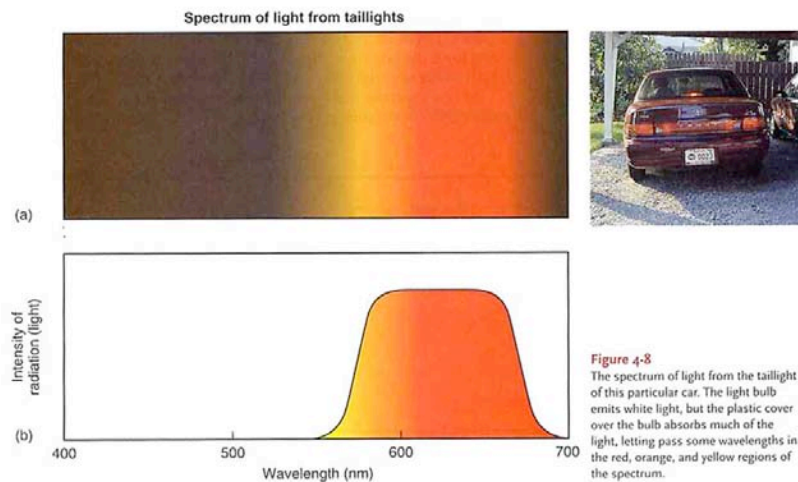 Spectrum of light from taillights
(a)
Intensity of
radiation (light)
(b)
400
500
600
700
Wavelength (nm)
Figure 4-8
The spectrum of light from the taillight
of this particular car. The light bulb
emits white light, but the plastic cover
over the bulb absorbs much of the
light, letting pass some wavelengths in
the red, orange, and yellow regions of
the spectrum.